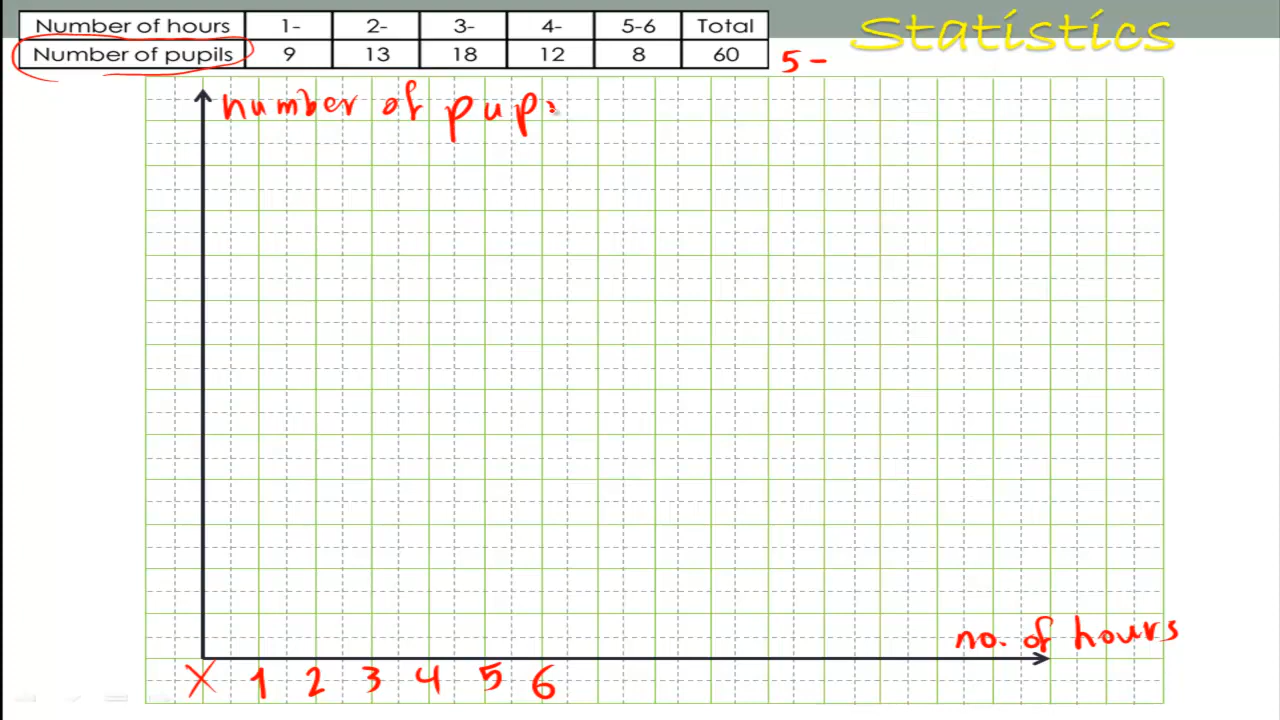 Statistics
Number of hours 1- 2- 3- 4- 5-6 Total
Number of pupils 9 13 18 12 8 60
5-
number of pup
no. of hours
X 1 2 3 4 5 6